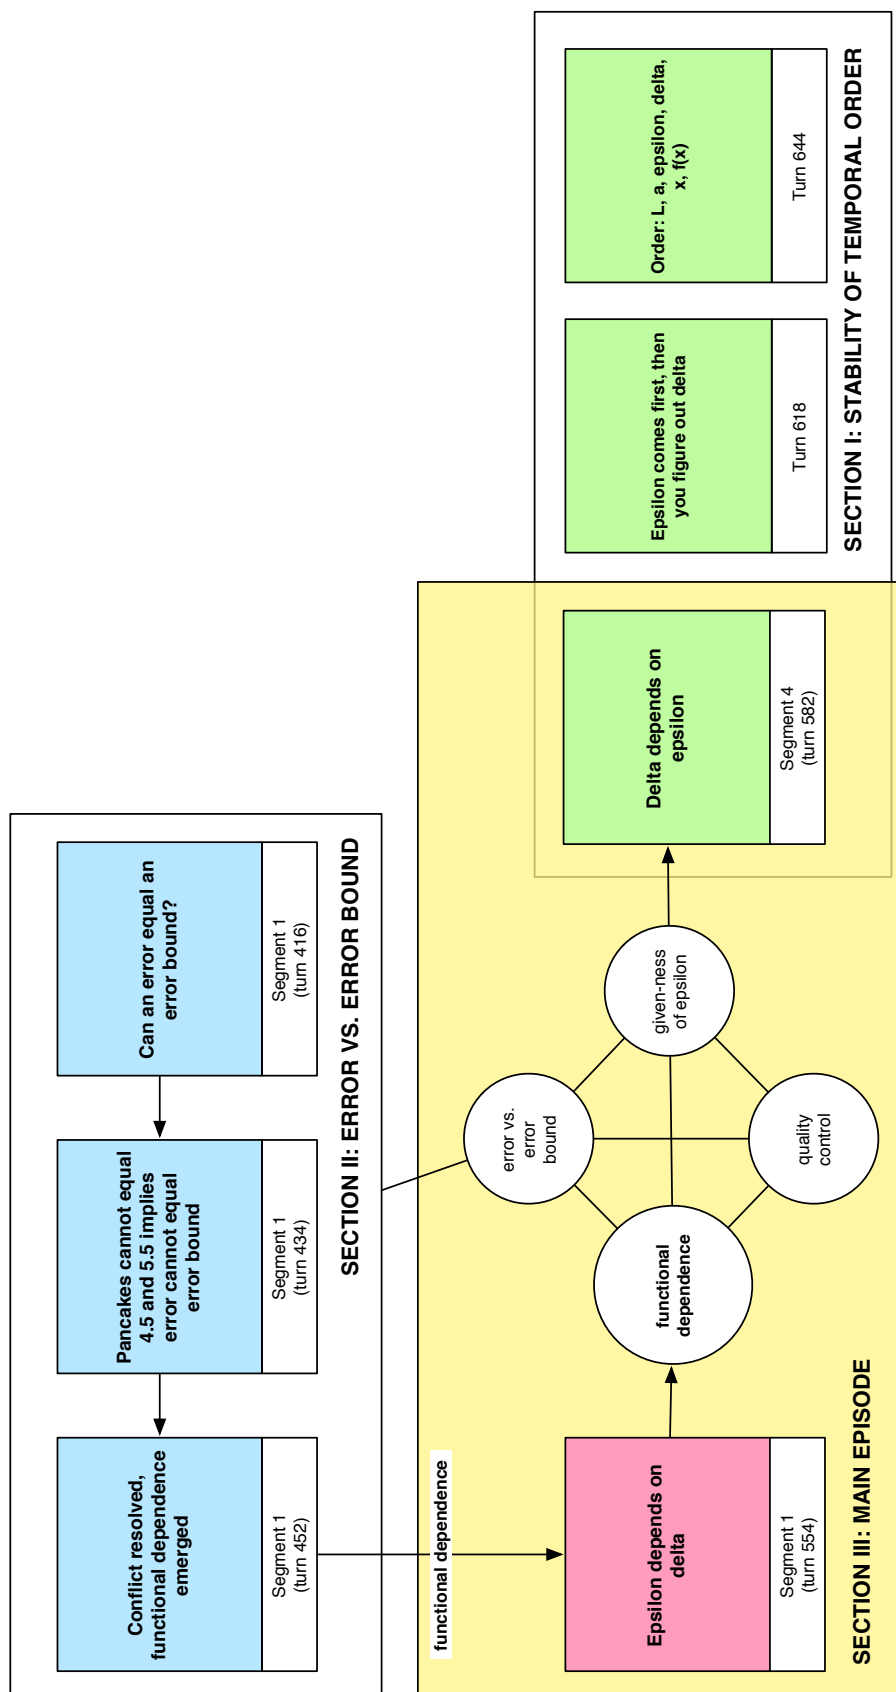 Conflict resolved,
functional dependence
emerged
Segment 1
(turn 452)
Pancakes cannot equal
4.5 and 5.5 implies
error cannot equal
error bound
Segment 1
(turn 434)
Can an error equal an
error bound?
Segment 1
(turn 416)
SECTION II: ERROR VS. ERROR BOUND
functional dependence
Epsilon depends on
delta
Segment 1
(turn 554)
functional
dependence
error vs.
error
bound
quality
control
given-ness
of epsilon
Delta depends on
epsilon
Segment 4
(turn 582)
SECTION III: MAIN EPISODE
Epsilon comes first, then
you figure out delta
Turn 618
Order: L, a, epsilon, delta,
x, f(x)
Turn 644
SECTION I: STABILITY OF TEMPORAL ORDER